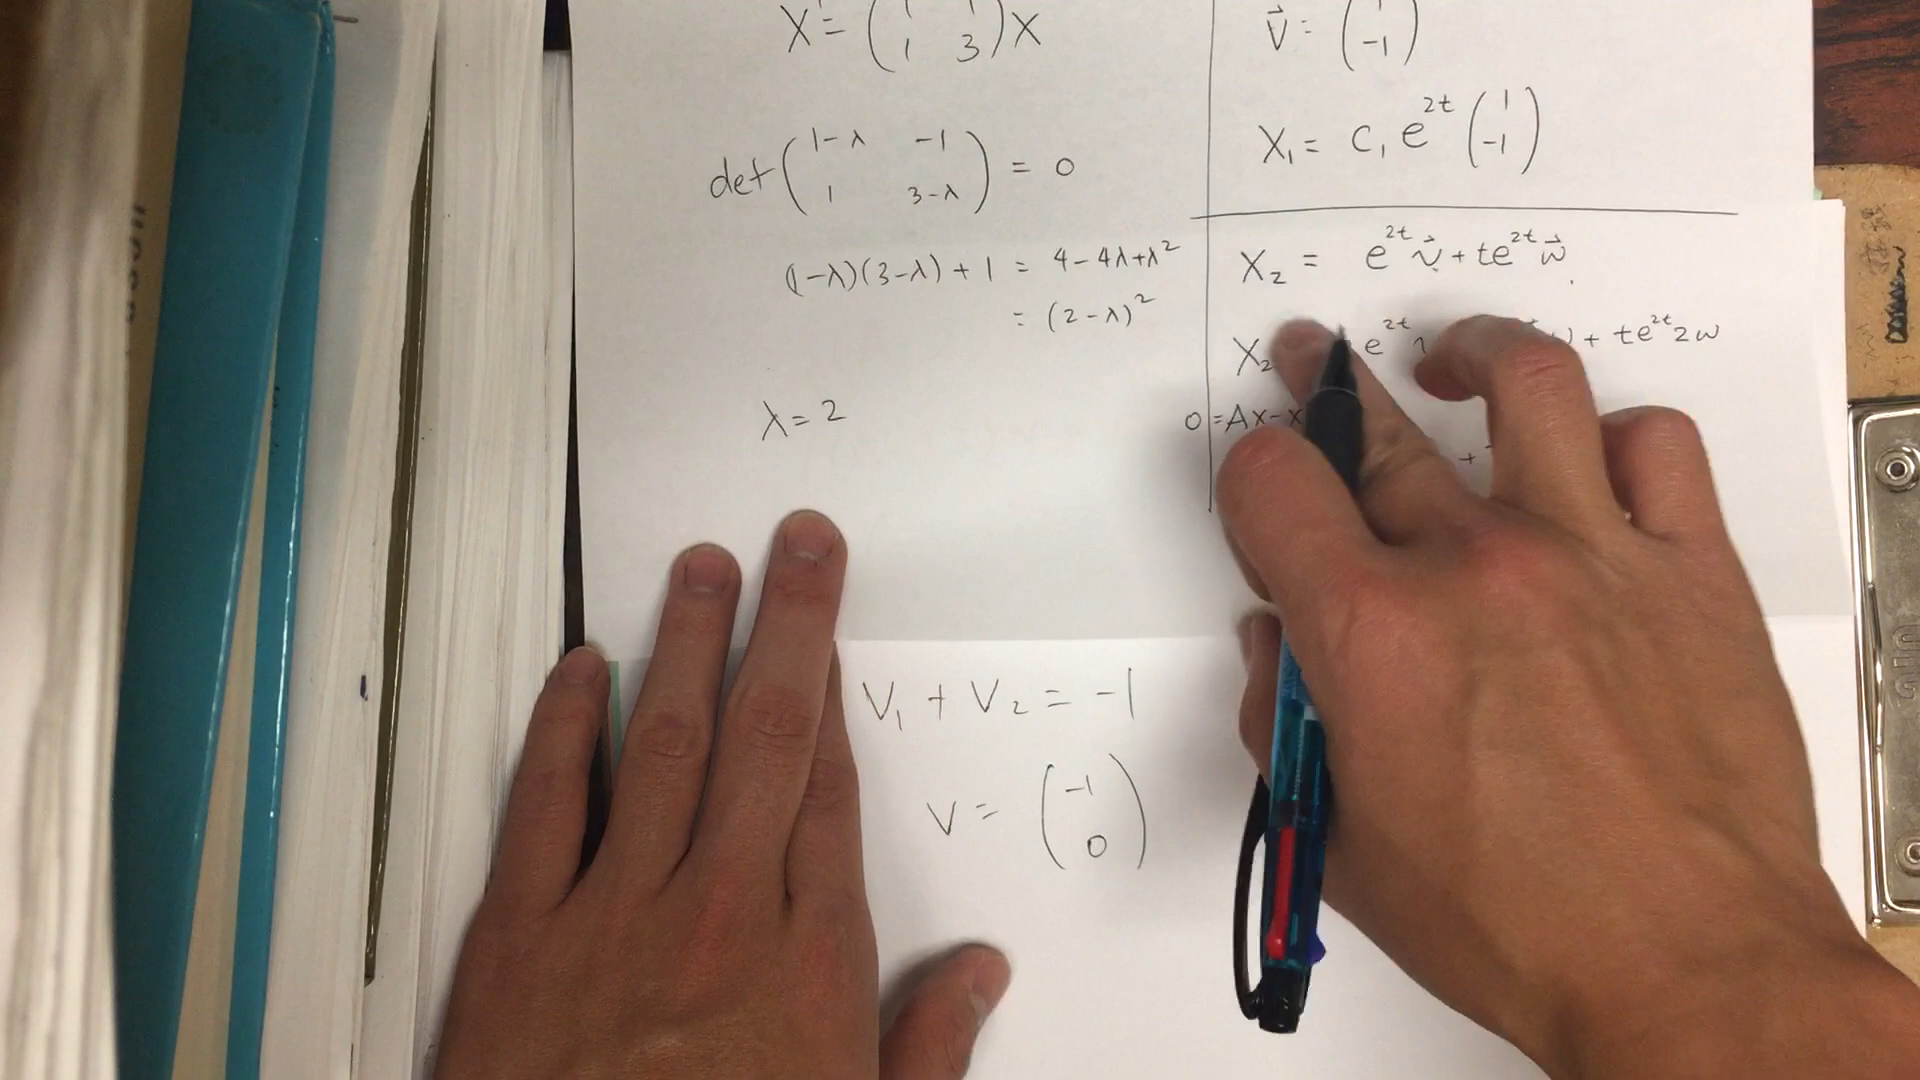 X' = ( 1 3 ) X
det ( 1-λ -1
1 3-λ ) = 0
(1-λ)(3-λ) + 1 = 4 - 4λ + λ²
= (2-λ)²
λ = 2
v⃗ = ( -1 )
X₁ = C₁ e^2t ( 1
-1 )
X₂ = e^2t v⃗ + te^2t w⃗
X₂ e^2t + te^2t 2w
0 = Ax - x
+
V₁ + V₂ = -1
V = ( -1
0 )